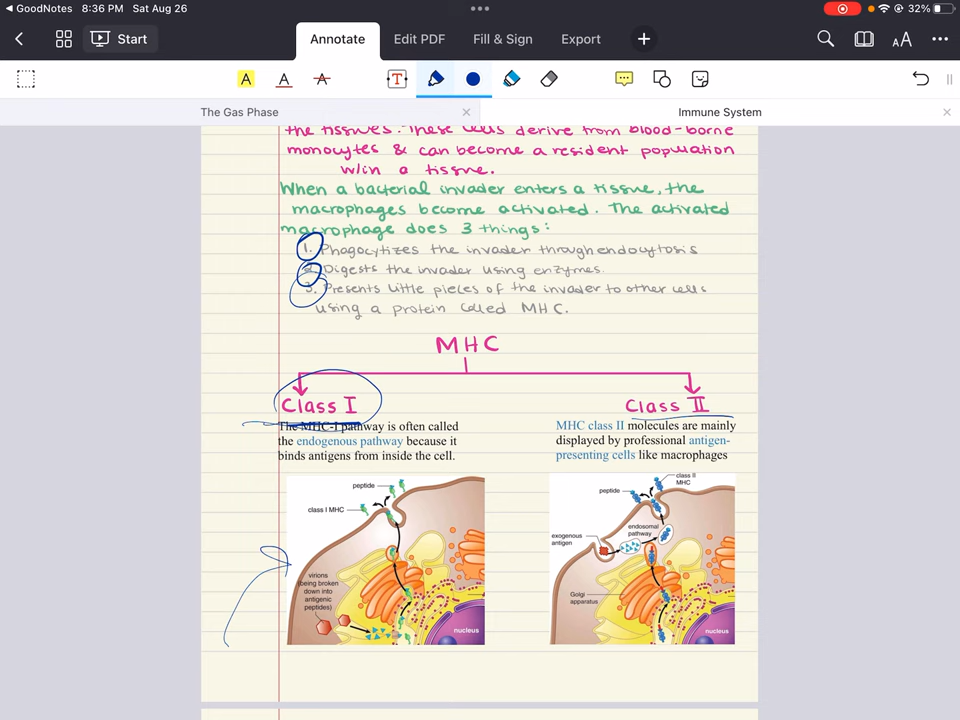 GoodNotes 8:36 PM Sat Aug 26 32%
Start Annotate Edit PDF Fill & Sign Export
The Gas Phase
Immune System
the tissues. These cells derive from blood-borne
monocytes & can become a resident population
w/in a tissue.
When a bacterial invader enters a tissue, the
macrophages become activated. The activated
macrophage does 3 things:
1. Phagocytizes the invader through endocytosis
2. Digests the invader using enzymes.
3. Presents little pieces of the invader to other cells
using a protein called MHC.
MHC
Class I
Class II
The MHC-I pathway is often called
the endogenous pathway because it
binds antigens from inside the cell.
MHC class II molecules are mainly
displayed by professional antigen-
presenting cells like macrophages
peptide
class I MHC
virions
(being broken
down into
antigenic
peptides)
nucleus
class II
MHC
peptide
endosomal
pathway
exogenous
antigen
Golgi
apparatus
nucleus